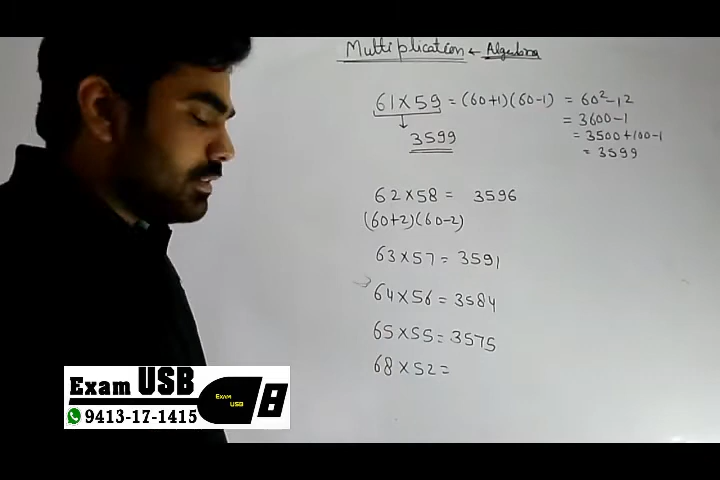 Multiplication ← Algebra
61×59 = (60+1)(60-1) = 60²-1²
= 3600-1
= 3500+100-1
= 3599
3599
62×58 = 3596
(60+2)(60-2)
63×57 = 3591
64×56 = 3584
65×55 = 3575
68×52 =
Exam USB
9413-17-1415
Exam
USB